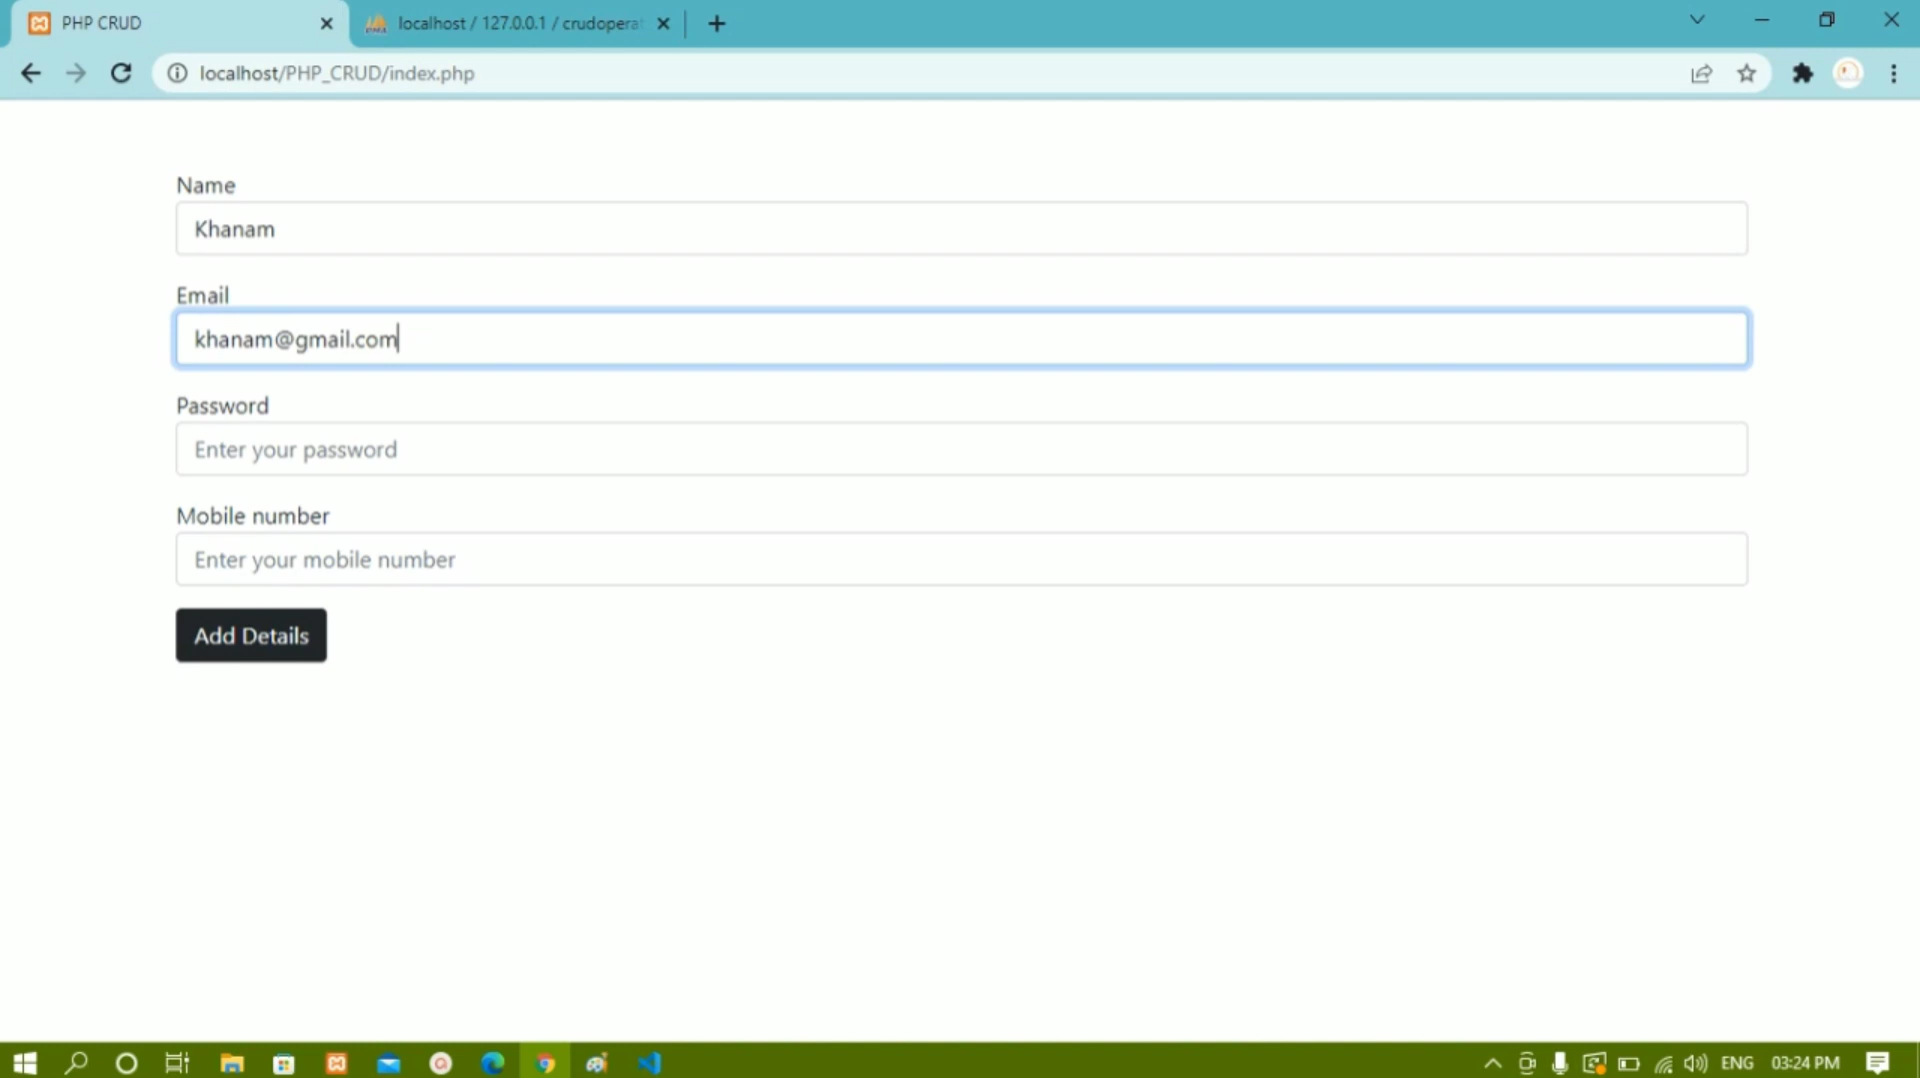 PHP CRUD
localhost / 127.0.0.1 / crudopera
localhost/PHP_CRUD/index.php
Name
Khanam
Email
khanam@gmail.com
Password
Enter your password
Mobile number
Enter your mobile number
Add Details
ENG 03:24 PM